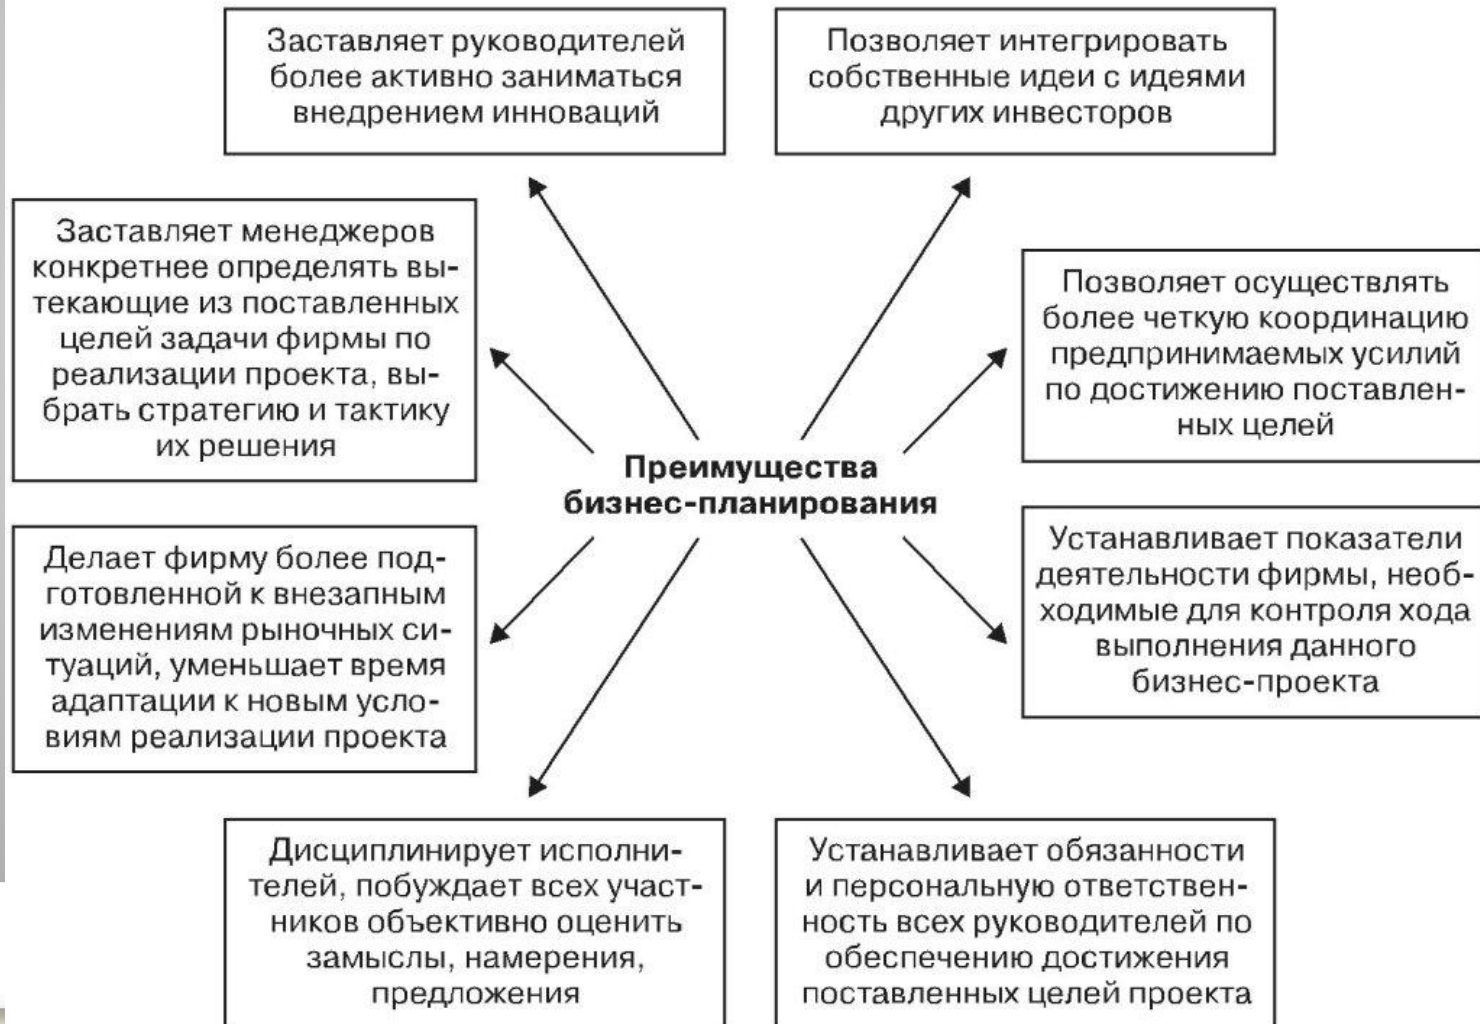 Заставляет руководителей
более активно заниматься
внедрением инноваций
Позволяет интегрировать
собственные идеи с идеями
других инвесторов
Заставляет менеджеров
конкретнее определять вы-
текающие из поставленных
целей задачи фирмы по
реализации проекта, вы-
брать стратегию и тактику
их решения
Позволяет осуществлять
более четкую координацию
предпринимаемых усилий
по достижению поставлен-
ных целей
Преимущества
бизнес-планирования
Делает фирму более под-
готовленной к внезапным
изменениям рыночных си-
туаций, уменьшает время
адаптации к новым усло-
виям реализации проекта
Устанавливает показатели
деятельности фирмы, необ-
ходимые для контроля хода
выполнения данного
бизнес-проекта
Дисциплинирует исполни-
телей, побуждает всех участ-
ников объективно оценить
замыслы, намерения,
предложения
Устанавливает обязанности
и персональную ответствен-
ность всех руководителей по
обеспечению достижения
поставленных целей проекта